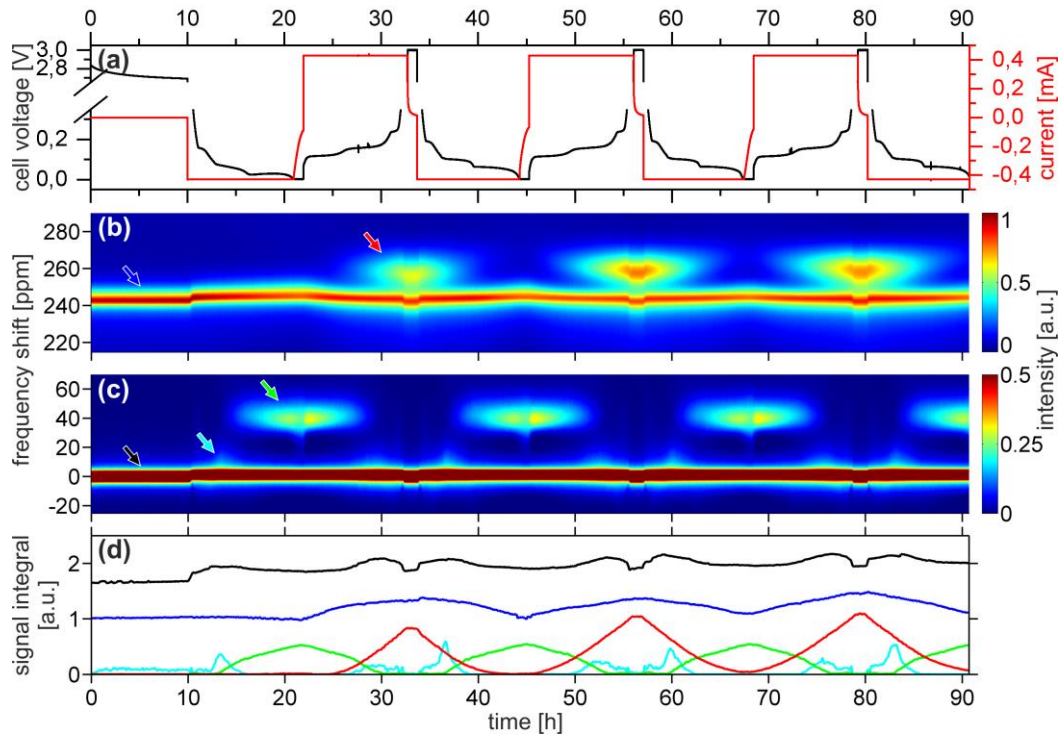 0 10 20 30 40 50 60 70 80 90
(a)
cell voltage [V]
3,0
2,8
0,2
0,0
0,4
0,2
0,0
-0,2
-0,4
current [mA]
(b)
280
260
240
220
1
0.5
0
(c)
frequency shift [ppm]
60
40
20
0
-20
0.5
0.25
0
intensity [a.u.]
(d)
signal integral
[a.u.]
2
1
0
0 10 20 30 40 50 60 70 80 90
time [h]